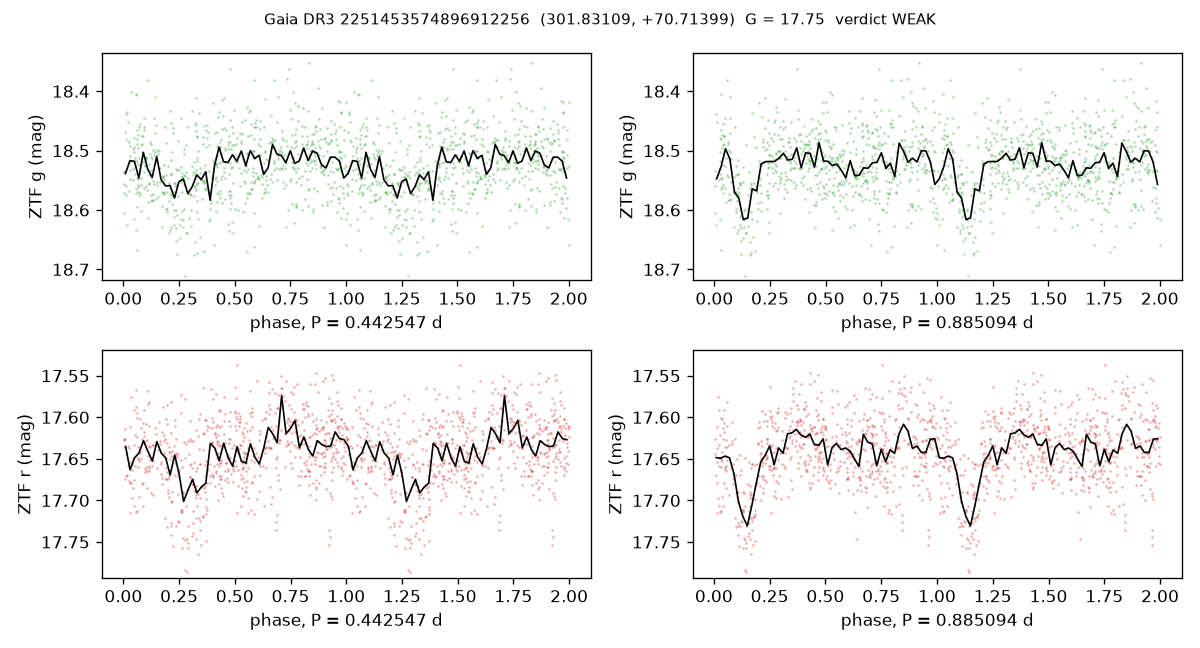 Gaia DR3 2251453574896912256  (301.83109, +70.71399)  G = 17.75  verdict WEAK
ZTF g (mag)
18.4
18.5
18.6
18.7
0.00 0.25 0.50 0.75 1.00 1.25 1.50 1.75 2.00
phase, P = 0.442547 d
ZTF g (mag)
18.4
18.5
18.6
18.7
0.00 0.25 0.50 0.75 1.00 1.25 1.50 1.75 2.00
phase, P = 0.885094 d
ZTF r (mag)
17.55
17.60
17.65
17.70
17.75
0.00 0.25 0.50 0.75 1.00 1.25 1.50 1.75 2.00
phase, P = 0.442547 d
ZTF r (mag)
17.55
17.60
17.65
17.70
17.75
0.00 0.25 0.50 0.75 1.00 1.25 1.50 1.75 2.00
phase, P = 0.885094 d